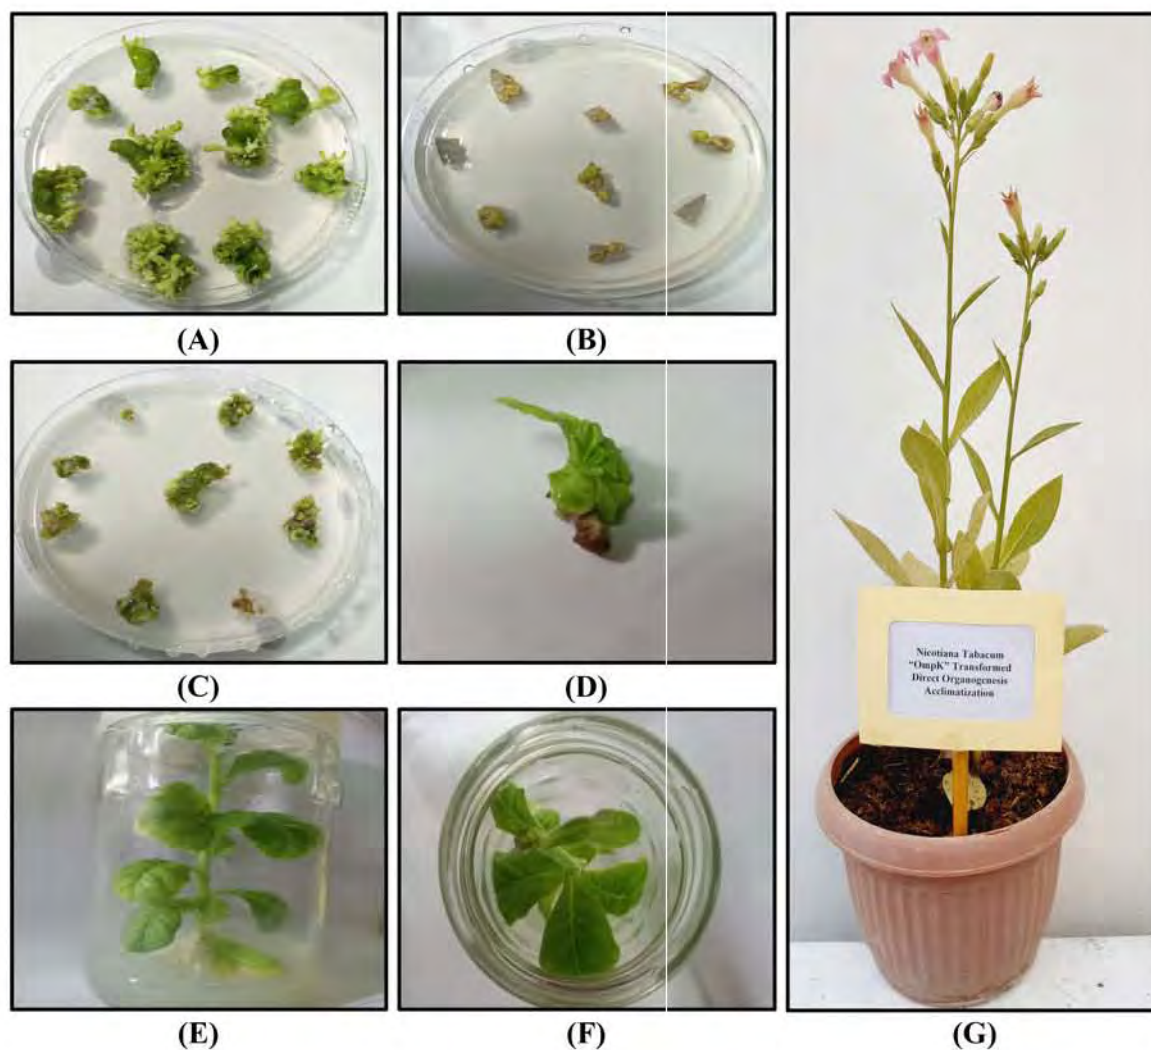 (A)
(B)
(C)
(D)
(E)
(F)
(G)
Nicotiana Tabacum
“OmpK” Transformed
Direct Organogenesis
Acclimatization